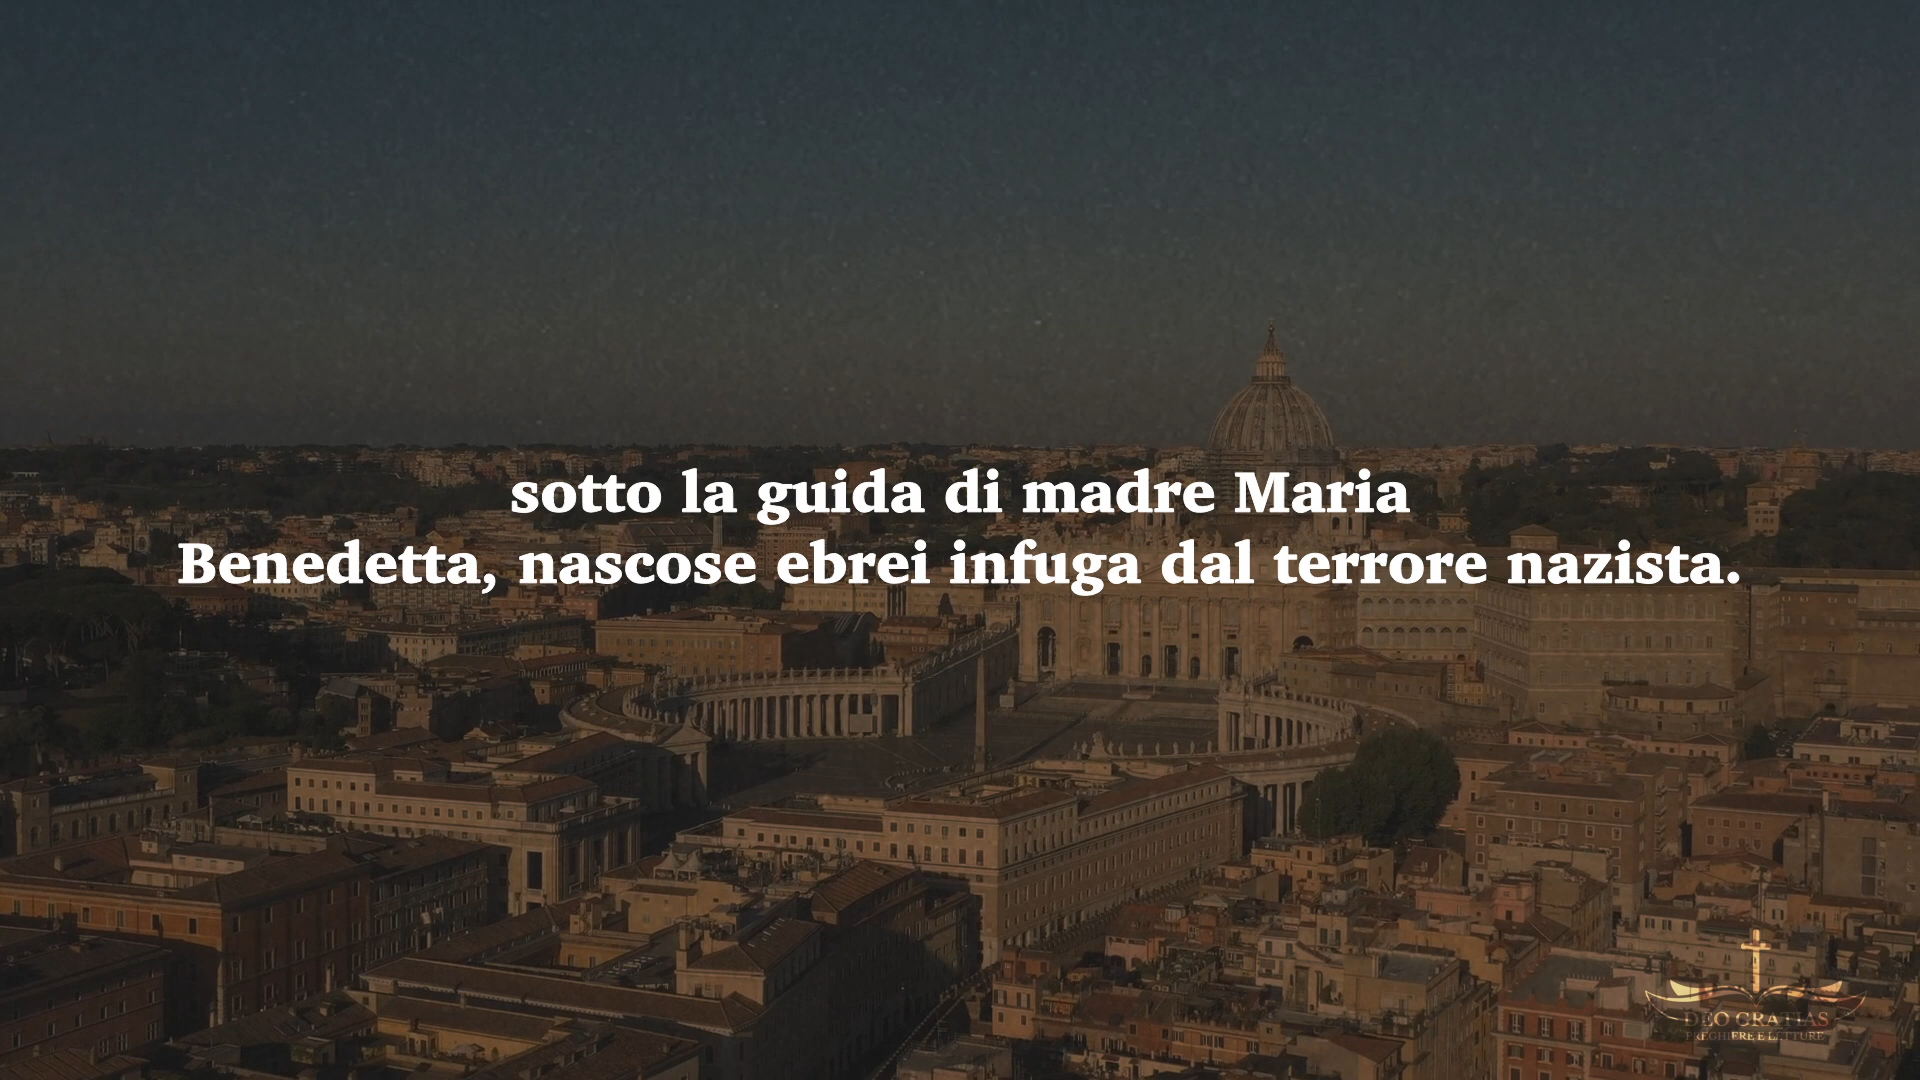 sotto la guida di madre Maria
Benedetta, nascose ebrei infuga dal terrore nazista.
DEO GRATIAS
PREGHIERE E LETTURE